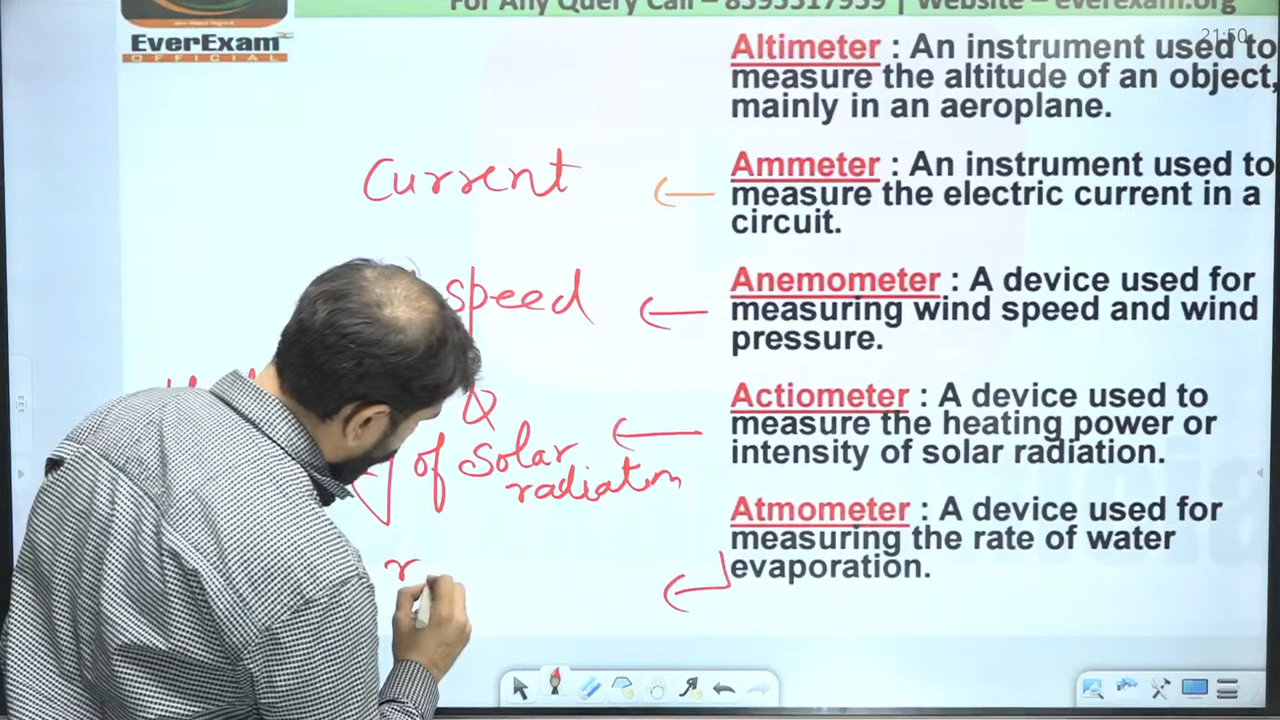 For Any Query Call – 8595517959 | Website – everexam.org
21:50
EverExam
OFFICIAL
Altimeter : An instrument used to
measure the altitude of an object,
mainly in an aeroplane.
Current
Ammeter : An instrument used to
measure the electric current in a
circuit.
speed
Anemometer : A device used for
measuring wind speed and wind
pressure.
&
of solar
radiation
Actiometer : A device used to
measure the heating power or
intensity of solar radiation.
r
Atmometer : A device used for
measuring the rate of water
evaporation.